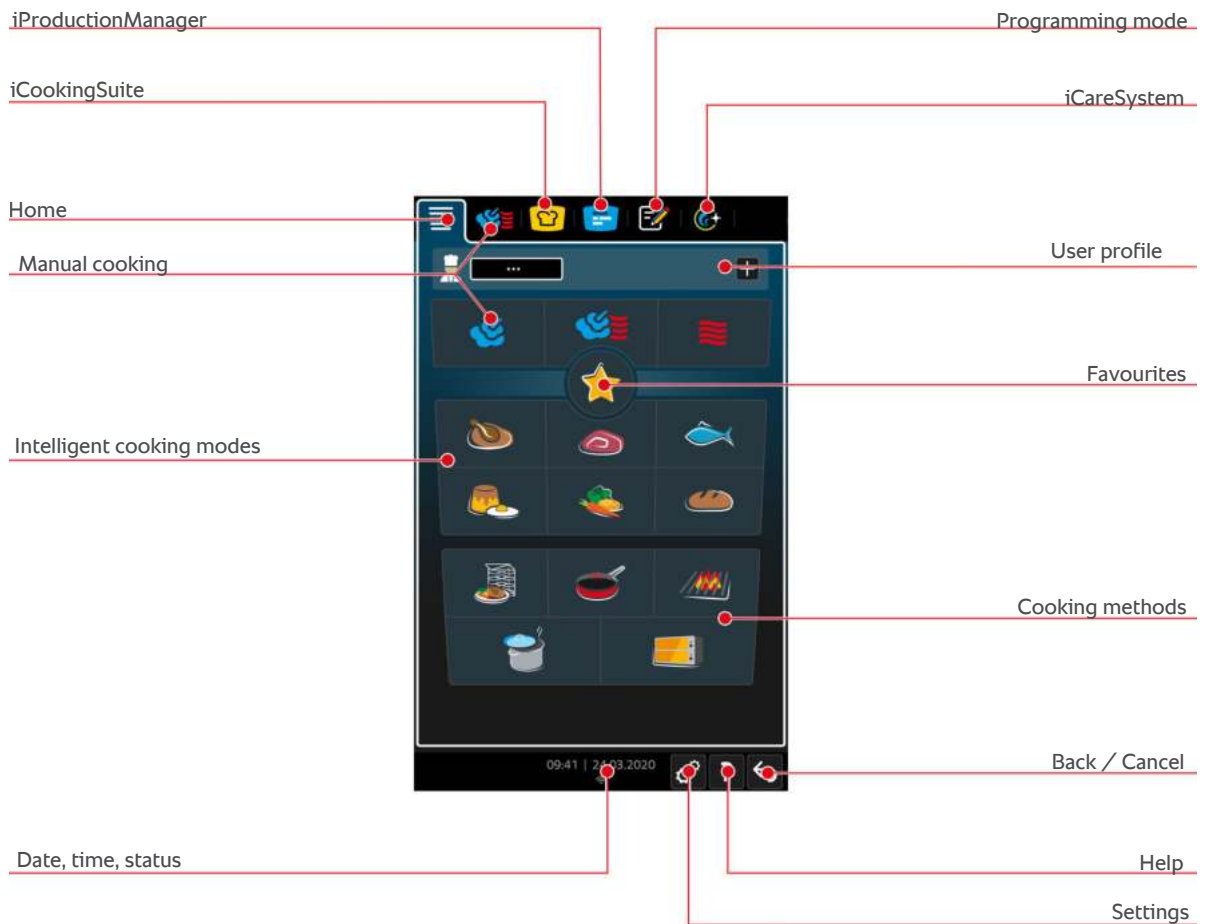 iProductionManager
Programming mode
iCookingSuite
iCareSystem
Home
Manual cooking
User profile
...
Favourites
Intelligent cooking modes
Cooking methods
09:41 | 24.03.2020
Back / Cancel
Date, time, status
Help
Settings